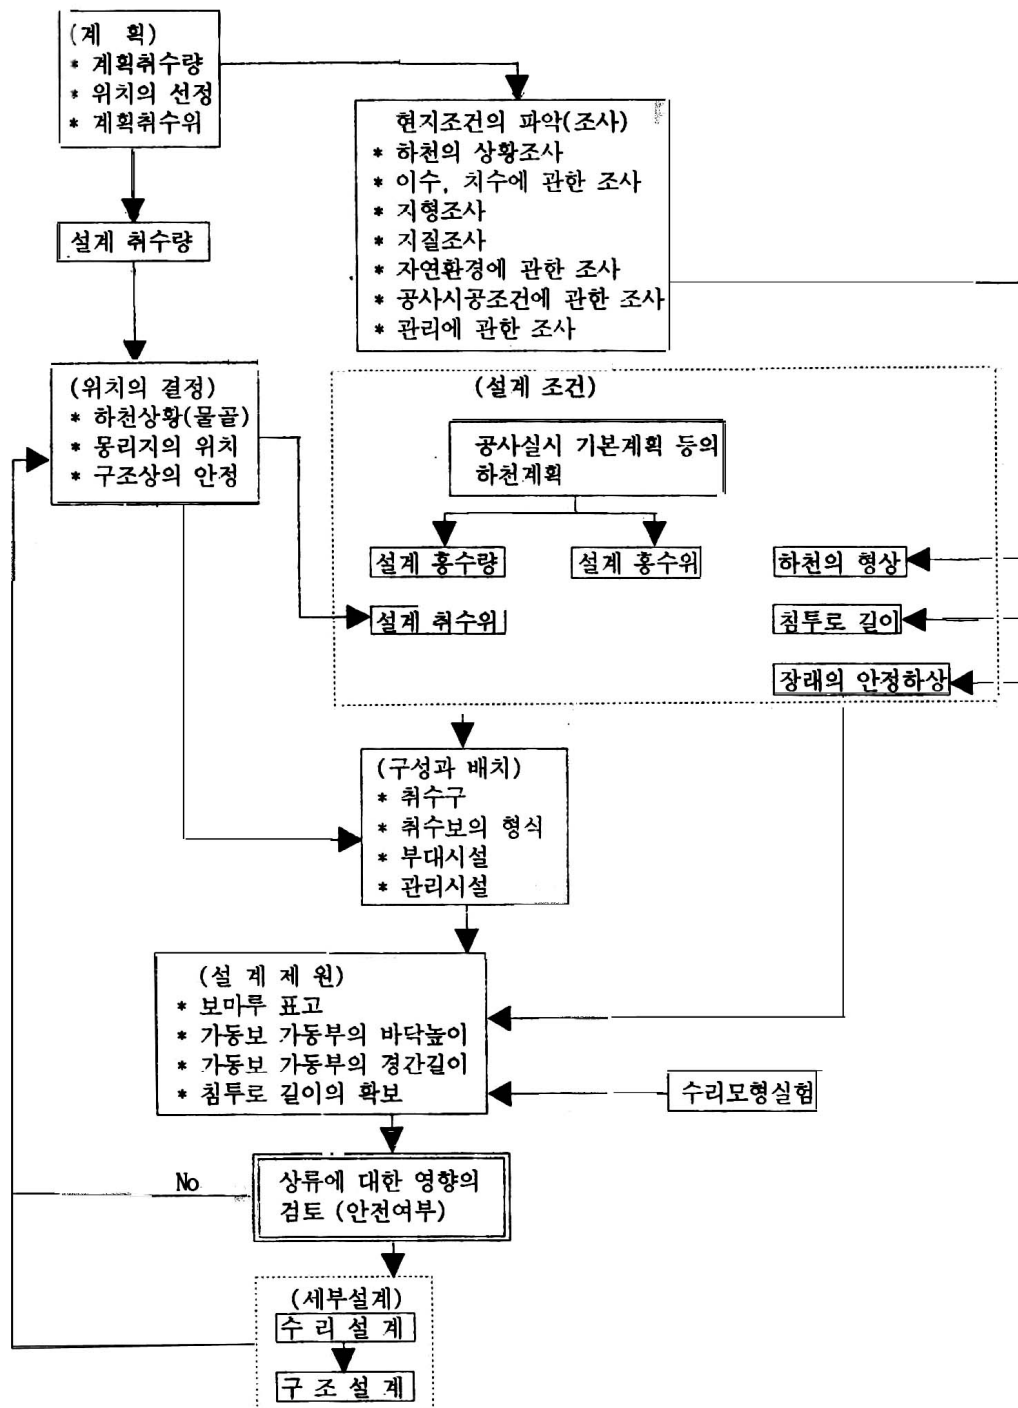 (계 획)
* 계획취수량
* 위치의 선정
* 계획취수위
현지조건의 파악(조사)
* 하천의 상황조사
* 이수, 치수에 관한 조사
* 지형조사
* 지질조사
* 자연환경에 관한 조사
* 공사시공조건에 관한 조사
* 관리에 관한 조사
설계 취수량
(위치의 결정)
* 하천상황(물골)
* 몽리지의 위치
* 구조상의 안정
(설계 조건)
공사실시 기본계획 등의
하천계획
설계 홍수량
설계 홍수위
하천의 형상
설계 취수위
침투로 길이
장래의 안정하상
(구성과 배치)
* 취수구
* 취수보의 형식
* 부대시설
* 관리시설
(설 계 제 원)
* 보마루 표고
* 가동보 가동부의 바닥높이
* 가동보 가동부의 경간길이
* 침투로 길이의 확보
수리모형실험
No
상류에 대한 영향의
검토 (안전여부)
(세부설계)
수 리 설 계
구 조 설 계